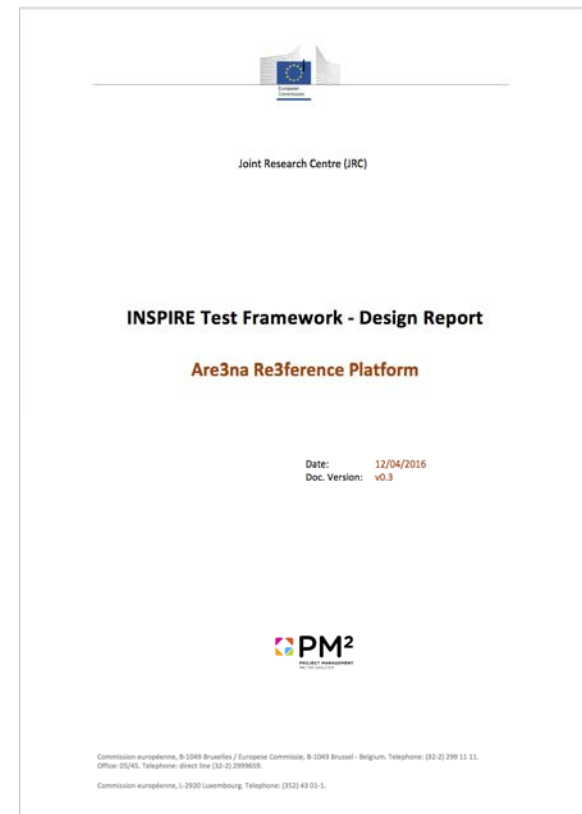 European
Commission
Joint Research Centre (JRC)
INSPIRE Test Framework - Design Report
Are3na Re3ference Platform
Date: 12/04/2016
Doc. Version: v0.3
PM²
PROJECT MANAGEMENT
Commission européenne, B-1049 Bruxelles / Europese Commissie, B-1049 Brussel - Belgium. Telephone: (32-2) 299 11 11.
Office: 05/45. Telephone: direct line (32-2) 2999659.
Commission européenne, L-2920 Luxembourg. Telephone: (352) 43 01-1.